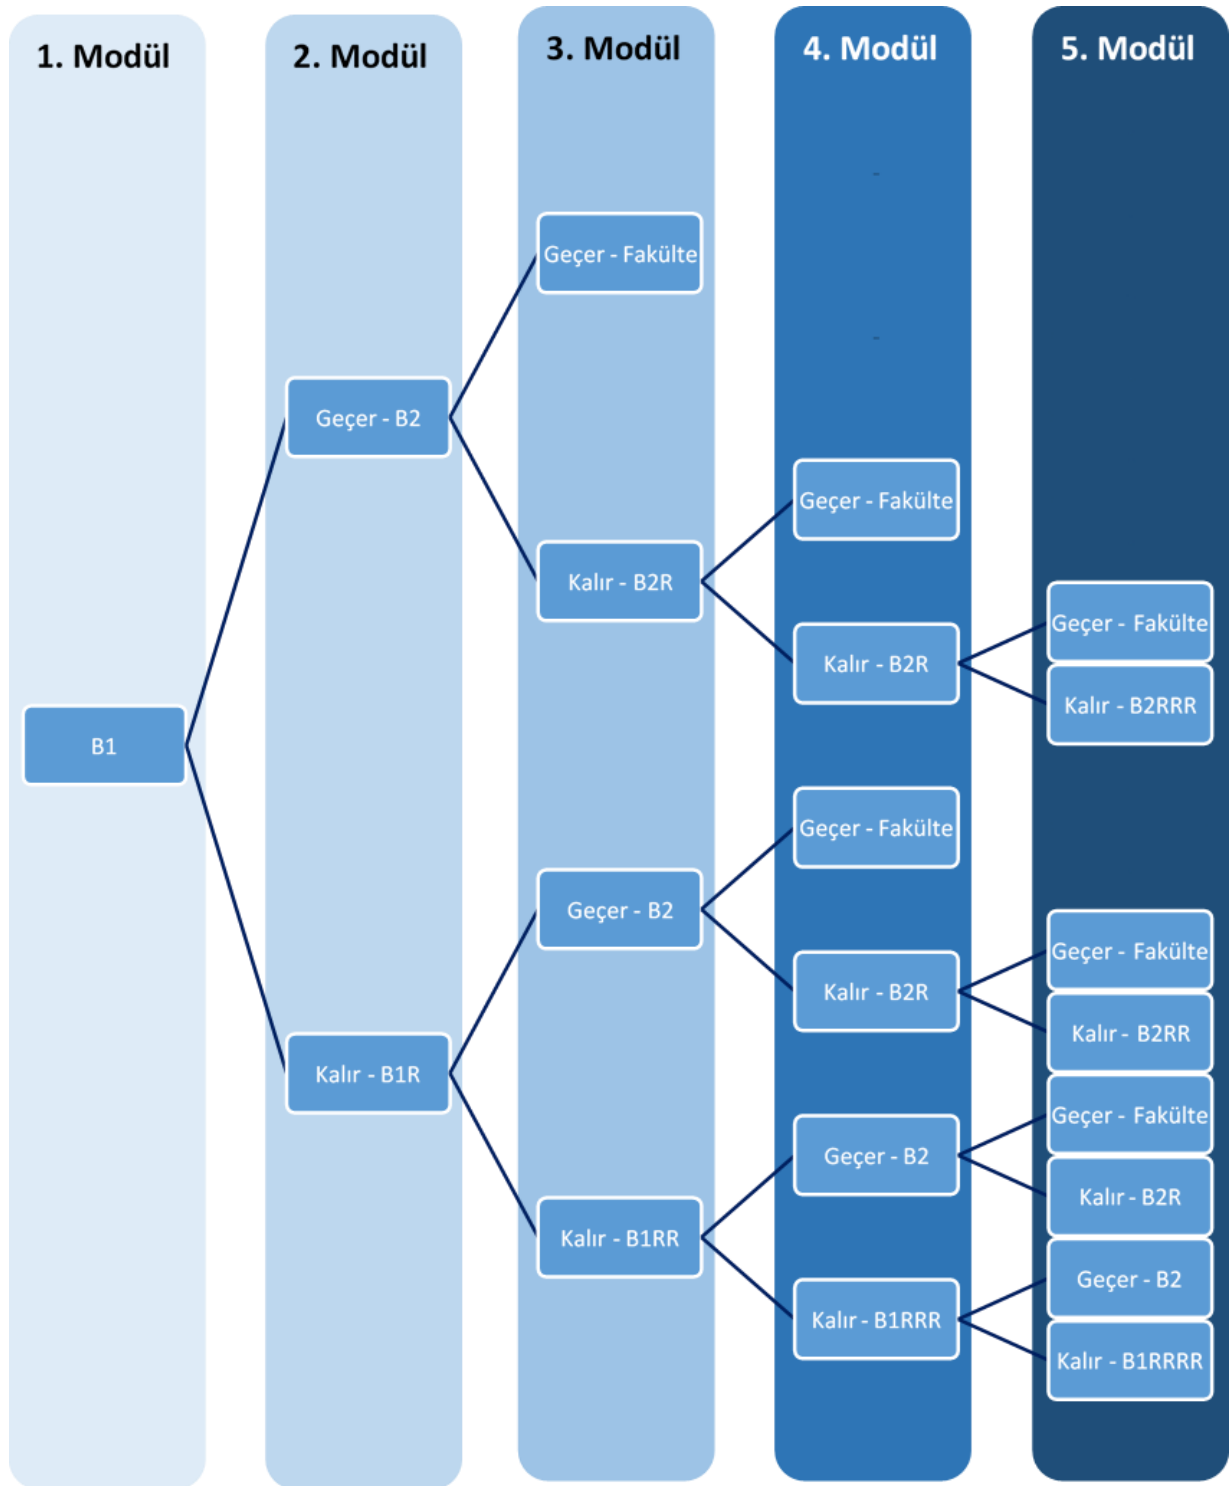 1. Modül
2. Modül
3. Modül
4. Modül
5. Modül
-
Geçer - Fakülte
-
Geçer - B2
Geçer - Fakülte
Kalır - B2R
Geçer - Fakülte
Kalır - B2R
Kalır - B2RRR
B1
Geçer - Fakülte
Geçer - B2
Geçer - Fakülte
Kalır - B2R
Kalır - B2RR
Kalır - B1R
Geçer - Fakülte
Geçer - B2
Kalır - B2R
Kalır - B1RR
Geçer - B2
Kalır - B1RRR
Kalır - B1RRRR